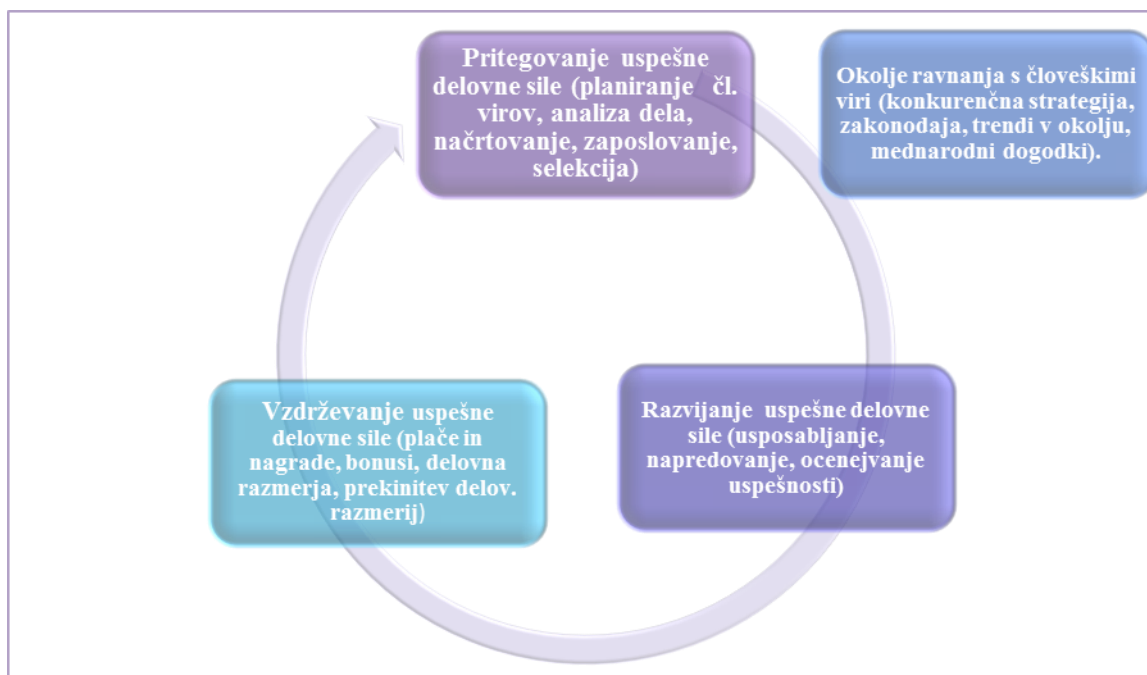 Pritegovanje uspešne
delovne sile (planiranje čl.
virov, analiza dela,
načrtovanje, zaposlovanje,
selekcija)
Okolje ravnanja s človeškimi
viri (konkurenčna strategija,
zakonodaja, trendi v okolju,
mednarodni dogodki).
Vzdrževanje uspešne
delovne sile (plače in
nagrade, bonusi, delovna
razmerja, prekinitev delov.
razmerij)
Razvijanje uspešne delovne
sile (usposabljanje,
napredovanje, ocenejvanje
uspešnosti)